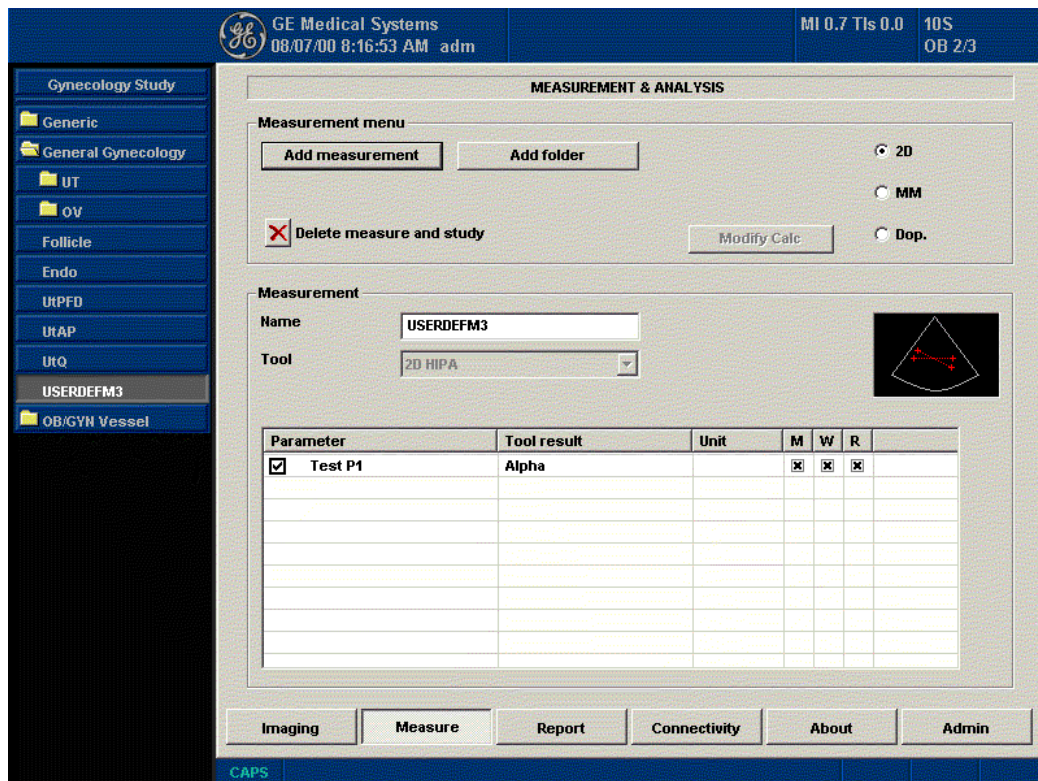 GE Medical Systems
08/07/00 8:16:53 AM adm
MI 0.7 TIs 0.0
10S
OB 2/3
Gynecology Study
Generic
General Gynecology
UT
OV
Follicle
Endo
UtPFD
UtAP
UtQ
USERDEFM3
OB/GYN Vessel
MEASUREMENT & ANALYSIS
Measurement menu
Add measurement
Add folder
2D
MM
Dop.
Delete measure and study
Modify Calc
Measurement
Name
USERDEFM3
Tool
2D HIPA
Parameter Tool result Unit M W R
Test P1 Alpha
Imaging
Measure
Report
Connectivity
About
Admin
CAPS